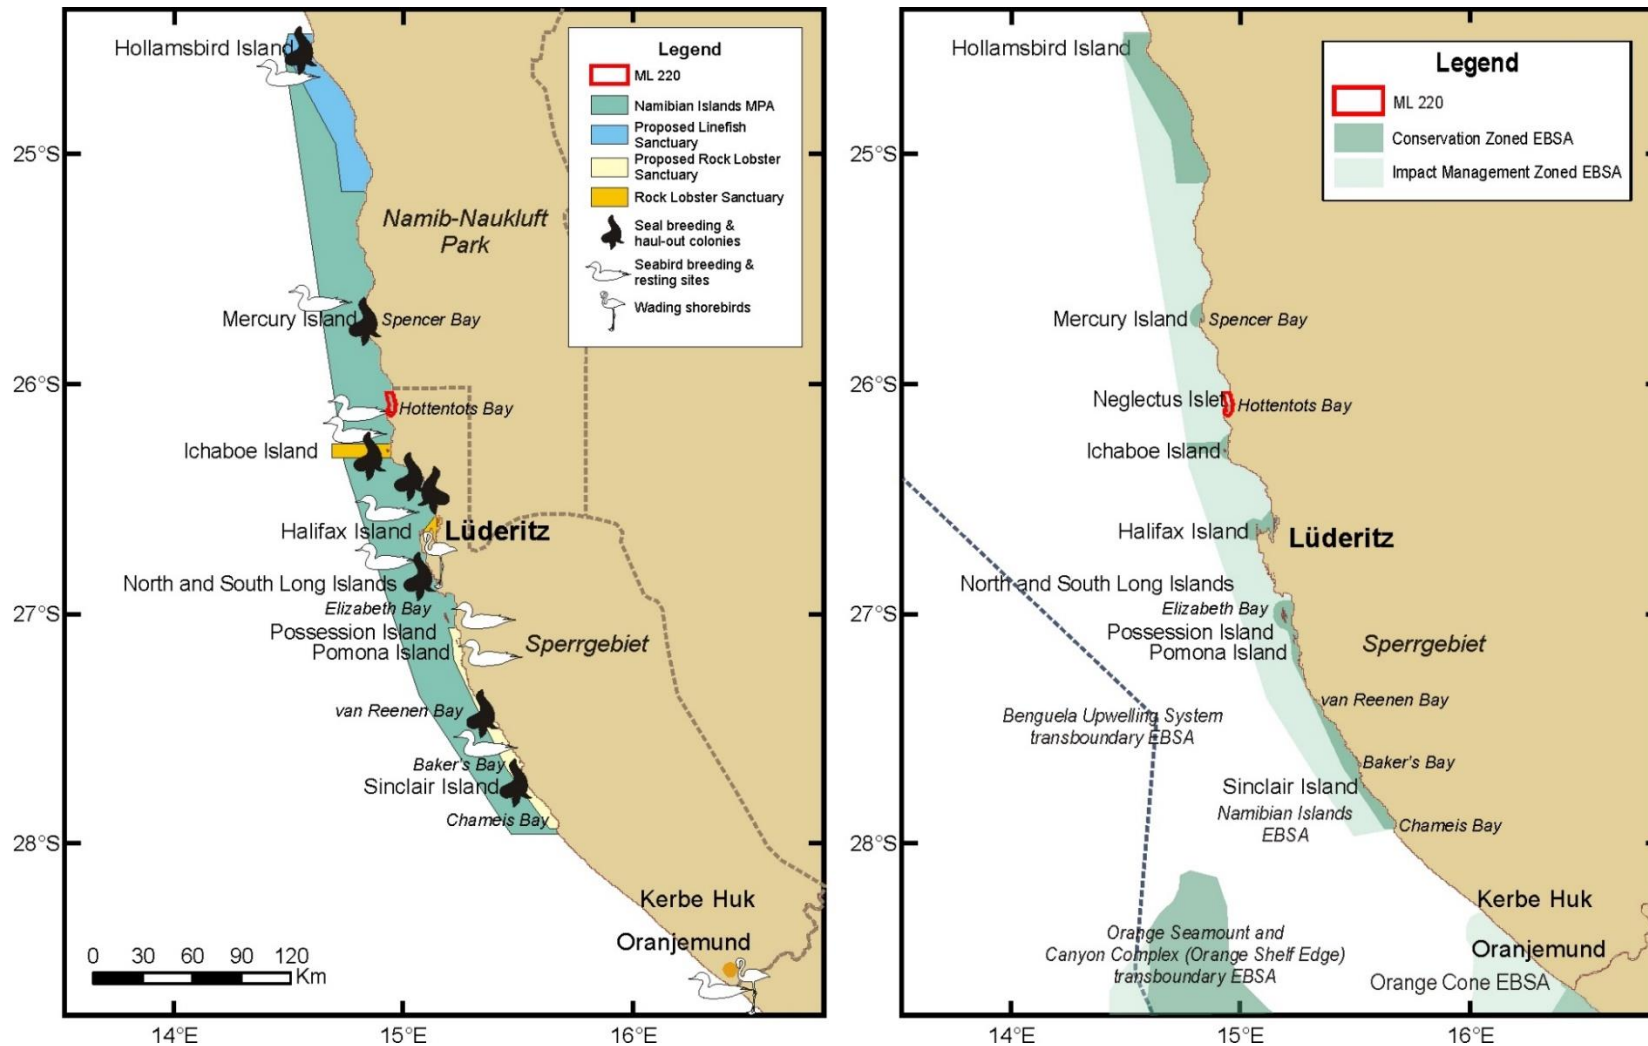 Hollamsbird Island
25°S
Namib-Naukluft
Park
Mercury Island
Spencer Bay
26°S
Hottentots Bay
Ichaboe Island
Halifax Island
Lüderitz
North and South Long Islands
27°S
Elizabeth Bay
Possession Island
Pomona Island
Sperrgebiet
van Reenen Bay
Baker's Bay
Sinclair Island
Chameis Bay
28°S
Kerbe Huk
Oranjemund
0 30 60 90 120
Km
14°E 15°E 16°E
Legend
ML 220
Namibian Islands MPA
Proposed Linefish
Sanctuary
Proposed Rock Lobster
Sanctuary
Rock Lobster Sanctuary
Seal breeding &
haul-out colonies
Seabird breeding &
resting sites
Wading shorebirds
Hollamsbird Island
25°S
Mercury Island
Spencer Bay
26°S
Neglectus Islet
Hottentots Bay
Ichaboe Island
Halifax Island
Lüderitz
North and South Long Islands
27°S
Elizabeth Bay
Possession Island
Pomona Island
Sperrgebiet
van Reenen Bay
Benguela Upwelling System
transboundary EBSA
Baker's Bay
Sinclair Island
Namibian Islands
EBSA
Chameis Bay
28°S
Kerbe Huk
Orange Seamount and
Canyon Complex (Orange Shelf Edge)
transboundary EBSA
Oranjemund
Orange Cone EBSA
14°E 15°E 16°E
Legend
ML 220
Conservation Zoned EBSA
Impact Management Zoned EBSA